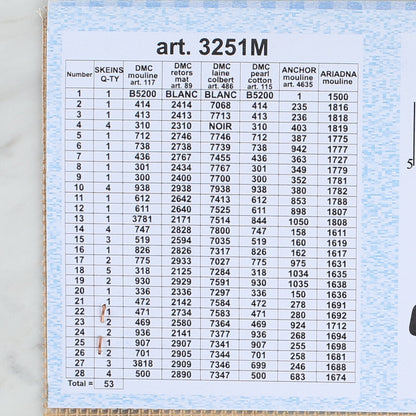 art. 3251M
Number SKEINS Q-TY DMC mouline art. 117 DMC retors mat art. 89 DMC laine colbert art. 486 DMC pearl cotton art. 115 ANCHOR mouline art. 4635 ARIADNA mouline
1 1 B5200 BLANC BLANC B5200 1 1500
2 1 414 2414 7068 414 235 1816
3 1 413 2413 7713 413 236 1818
4 4 310 2310 NOIR 310 403 1819
5 1 712 2746 7746 712 387 1775
6 1 738 2738 7739 738 942 1777
7 1 436 2767 7455 436 363 1727
8 1 301 2434 7767 301 349 1779
9 1 300 2400 7700 300 352 1781
10 4 938 2938 7938 938 380 1782
11 1 612 2642 7413 612 853 1788
12 1 611 2640 7525 611 898 1807
13 1 3781 2171 7514 844 1050 1808
14 4 747 2828 7800 747 158 1611
15 3 519 2594 7035 519 160 1619
16 1 826 2826 7317 826 162 1617
17 2 775 2933 7027 775 975 1631
18 5 318 2125 7284 318 1034 1635
19 2 930 2929 7591 930 1035 1638
20 1 336 2336 7297 336 150 1636
21 1 472 2142 7584 472 278 1691
22 1 471 2734 7583 471 280 1692
23 2 469 2580 7364 469 924 1712
24 2 936 2141 7377 936 268 1694
25 1 907 2907 7341 907 255 1698
26 2 701 2905 7344 701 258 1681
27 3 3818 2909 7346 699 246 1688
28 4 500 2890 7347 500 683 1674
Total = 53
5